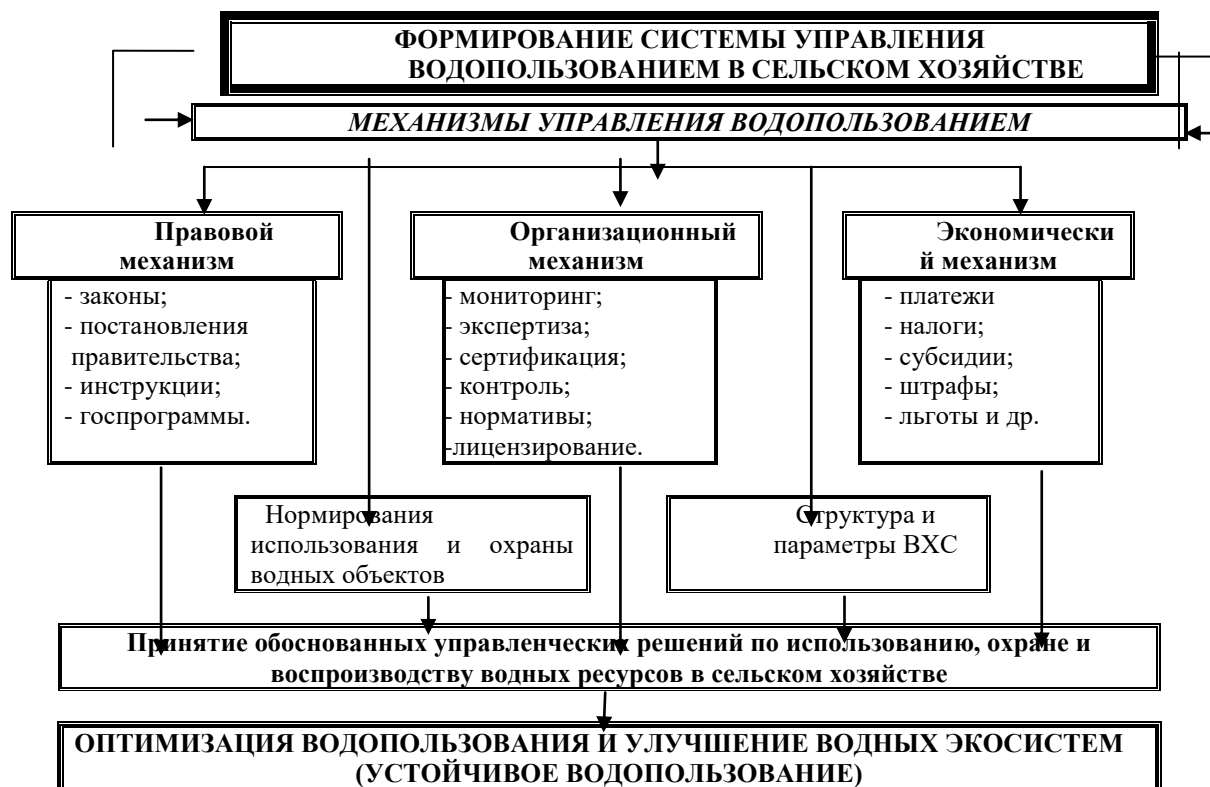 ФОРМИРОВАНИЕ СИСТЕМЫ УПРАВЛЕНИЯ
ВОДОПОЛЬЗОВАНИЕМ В СЕЛЬСКОМ ХОЗЯЙСТВЕ
МЕХАНИЗМЫ УПРАВЛЕНИЯ ВОДОПОЛЬЗОВАНИЕМ
Правовой
механизм
- законы;
- постановления
правительства;
- инструкции;
- госпрограммы.
Организационный
механизм
- мониторинг;
- экспертиза;
- сертификация;
- контроль;
- нормативы;
-лицензирование.
Экономически
й механизм
- платежи
- налоги;
- субсидии;
- штрафы;
- льготы и др.
Нормирования
использования и охраны
водных объектов
Структура и
параметры ВХС
Принятие обоснованных управленческих решений по использованию, охране и
воспроизводству водных ресурсов в сельском хозяйстве
ОПТИМИЗАЦИЯ ВОДОПОЛЬЗОВАНИЯ И УЛУЧШЕНИЕ ВОДНЫХ ЭКОСИСТЕМ
(УСТОЙЧИВОЕ ВОДОПОЛЬЗОВАНИЕ)